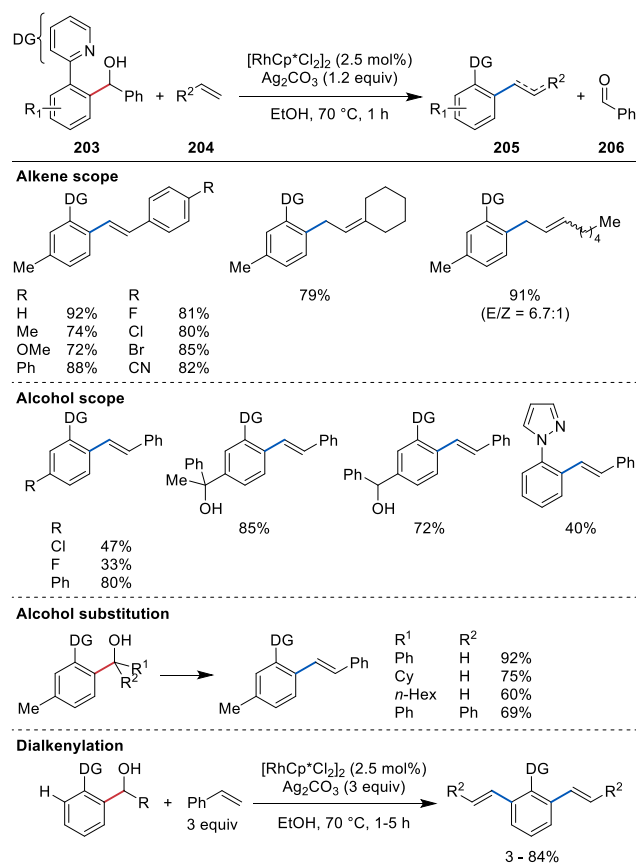 DG
N
OH
Ph
R1
203
+
R2
204
[RhCp*Cl2]2 (2.5 mol%)
Ag2CO3 (1.2 equiv)
EtOH, 70 °C, 1 h
DG
R2
R1
205
+
O
Ph
206
Alkene scope
DG
R
Me
R R
H 92% F 81%
Me 74% Cl 80%
OMe 72% Br 85%
Ph 88% CN 82%
DG
Me
79%
DG
Me
4
Me
91%
(E/Z = 6.7:1)
Alcohol scope
DG
Ph
R
R
Cl 47%
F 33%
Ph 80%
DG
Ph
Ph
Me
OH
85%
DG
Ph
Ph
OH
72%
N
N
Ph
40%
Alcohol substitution
DG OH
R1
R2
Me
DG
Ph
Me
R1 R2
Ph H 92%
Cy H 75%
n-Hex H 60%
Ph Ph 69%
Dialkenylation
DG OH
H
R
+
Ph
3 equiv
[RhCp*Cl2]2 (2.5 mol%)
Ag2CO3 (3 equiv)
EtOH, 70 °C, 1-5 h
R2 DG R2
3 - 84%